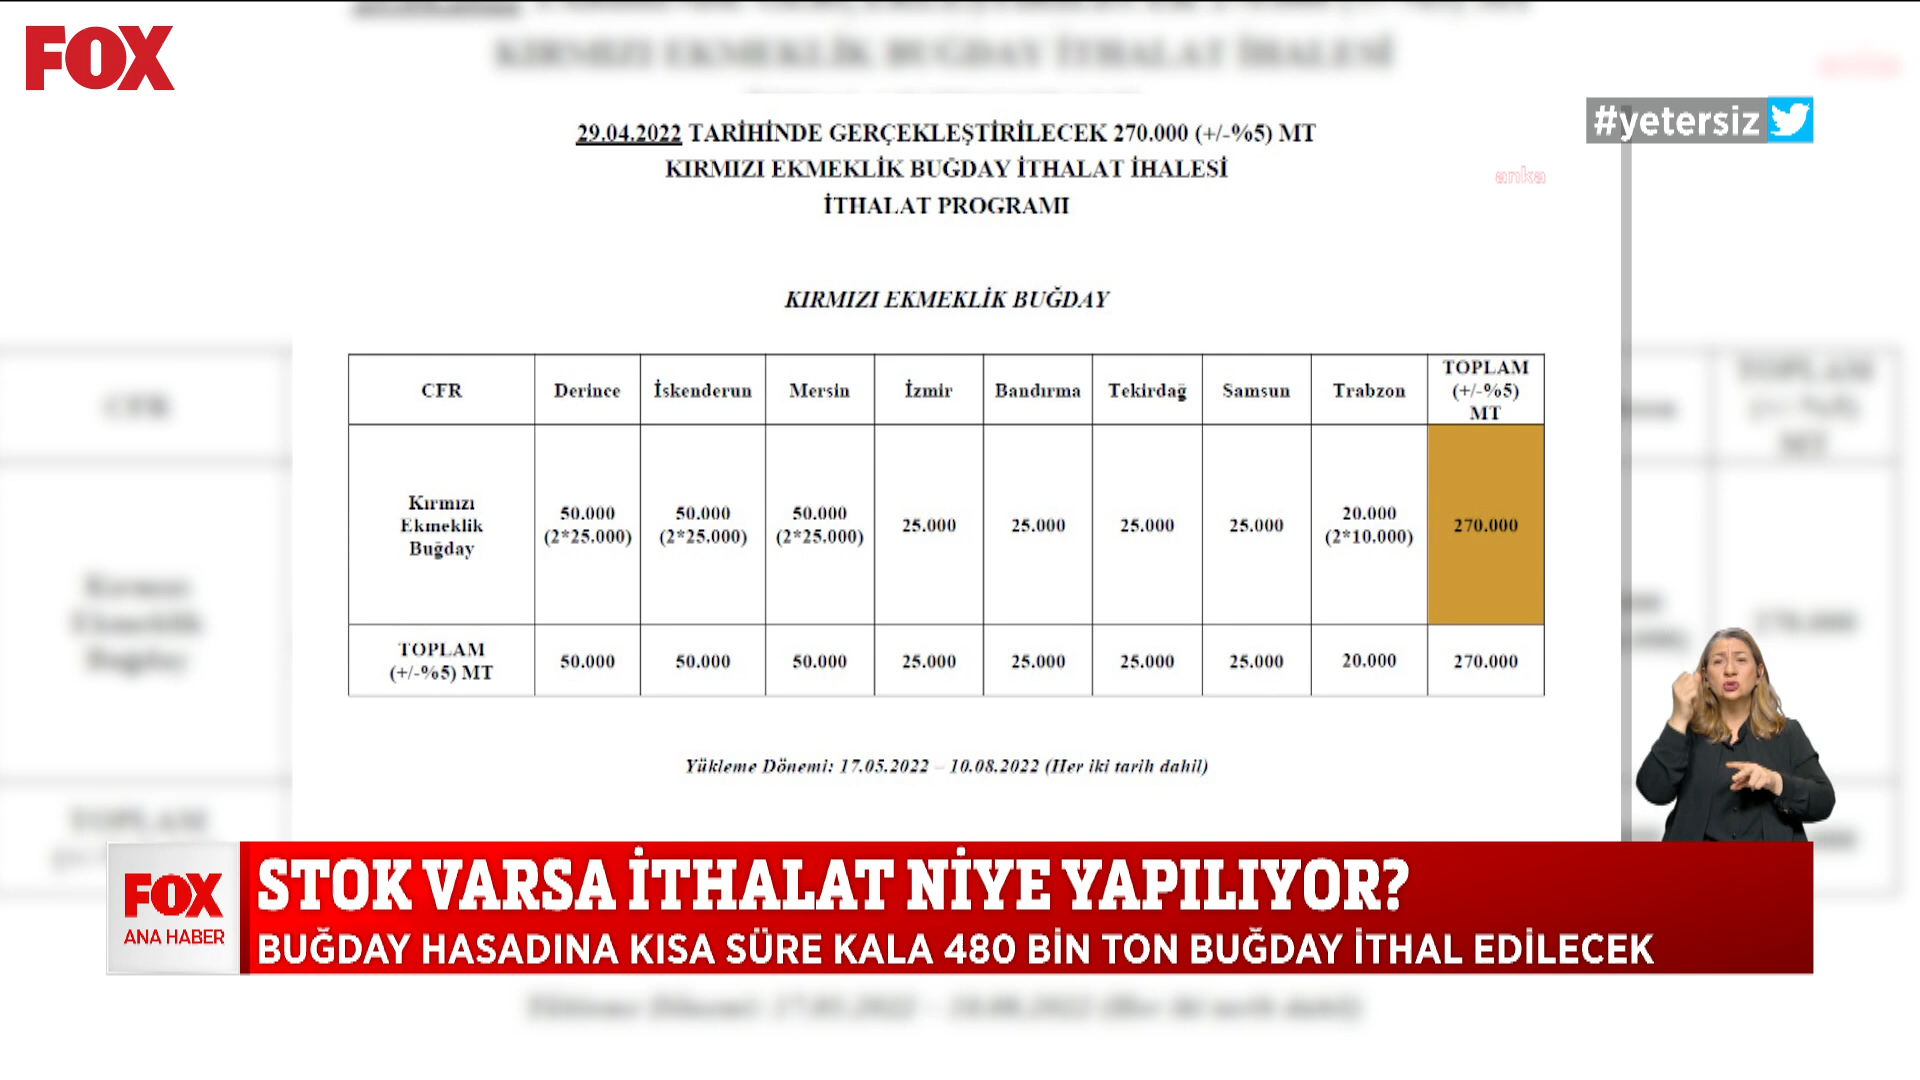 FOX
#yetersiz
29.04.2022 TARİHİNDE GERÇEKLEŞTİRİLECEK 270.000 (+/-%5) MT
KIRMIZI EKMEKLİK BUĞDAY İTHALAT İHALESİ
İTHALAT PROGRAMI
anka
KIRMIZI EKMEKLİK BUĞDAY
CFR Derince İskenderun Mersin İzmir Bandırma Tekirdağ Samsun Trabzon TOPLAM (+/-%5) MT
Kırmızı Ekmeklik Buğday 50.000 (2*25.000) 50.000 (2*25.000) 50.000 (2*25.000) 25.000 25.000 25.000 25.000 20.000 (2*10.000) 270.000
TOPLAM (+/-%5) MT 50.000 50.000 50.000 25.000 25.000 25.000 25.000 20.000 270.000
Yükleme Dönemi: 17.05.2022 – 10.08.2022 (Her iki tarih dahil)
FOX
ANA HABER
STOK VARSA İTHALAT NİYE YAPILIYOR?
BUĞDAY HASADINA KISA SÜRE KALA 480 BİN TON BUĞDAY İTHAL EDİLECEK